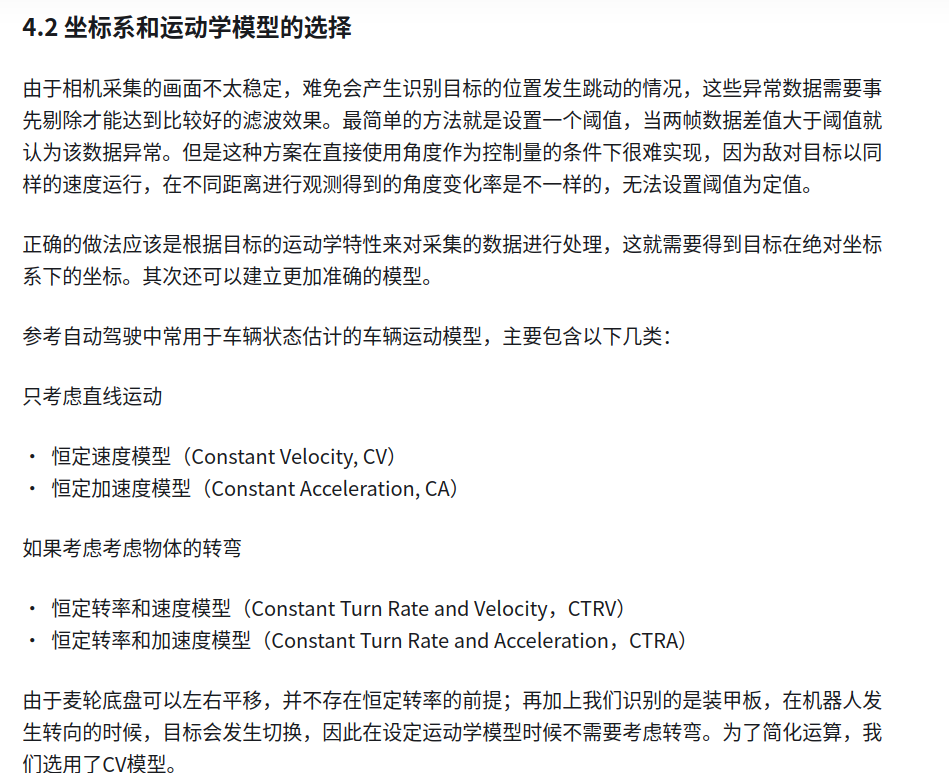 4.2 坐标系和运动学模型的选择
由于相机采集的画面不太稳定，难免会产生识别目标的位置发生跳动的情况，这些异常数据需要事
先剔除才能达到比较好的滤波效果。最简单的方法就是设置一个阈值，当两帧数据差值大于阈值就
认为该数据异常。但是这种方案在直接使用角度作为控制量的条件下很难实现，因为敌对目标以同
样的速度运行，在不同距离进行观测得到的角度变化率是不一样的，无法设置阈值为定值。
正确的做法应该是根据目标的运动学特性来对采集的数据进行处理，这就需要得到目标在绝对坐标
系下的坐标。其次还可以建立更加准确的模型。
参考自动驾驶中常用于车辆状态估计的车辆运动模型，主要包含以下几类：
只考虑直线运动
• 恒定速度模型（Constant Velocity, CV）
• 恒定加速度模型（Constant Acceleration, CA）
如果考虑考虑物体的转弯
• 恒定转率和速度模型（Constant Turn Rate and Velocity，CTRV）
• 恒定转率和加速度模型（Constant Turn Rate and Acceleration，CTRA）
由于麦轮底盘可以左右平移，并不存在恒定转率的前提；再加上我们识别的是装甲板，在机器人发
生转向的时候，目标会发生切换，因此在设定运动学模型时候不需要考虑转弯。为了简化运算，我
们选用了CV模型。